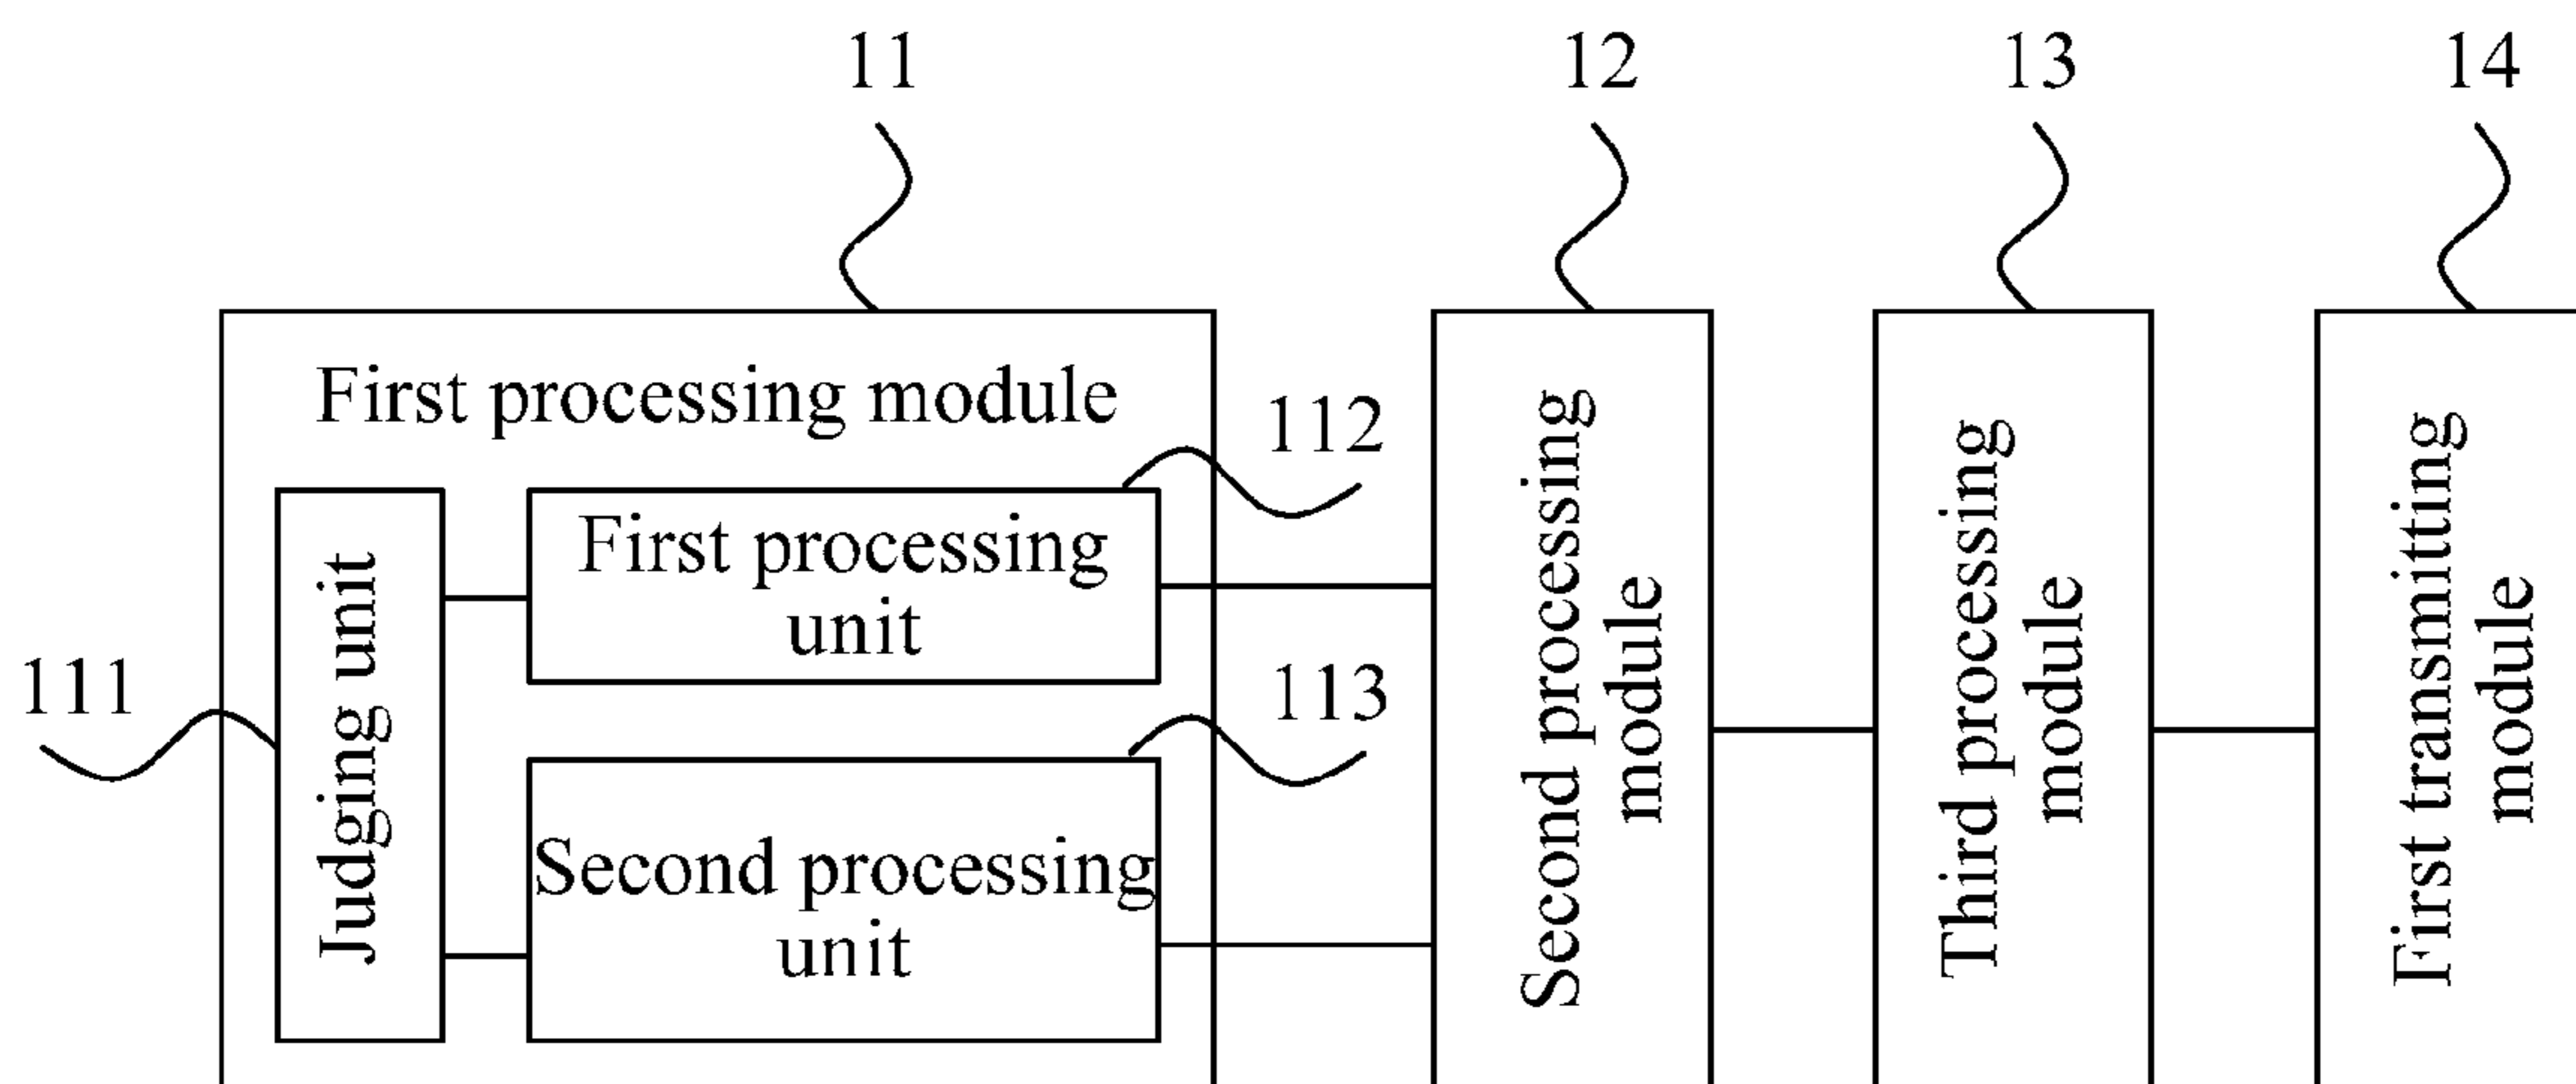 11
12
13
14
First processing module
112
First processing
unit
111
Judging unit
113
Second processing
unit
Second processing
module
Third processing
module
First transmitting
module